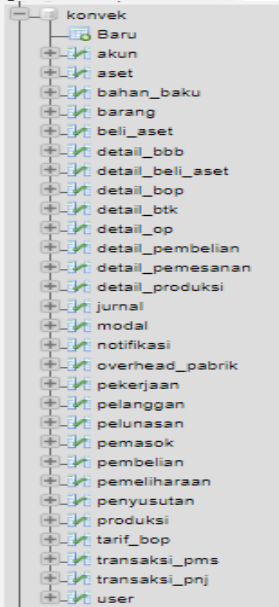 konvek
Baru
akun
aset
bahan_baku
barang
beli_aset
detail_bbb
detail_beli_aset
detail_bop
detail_btk
detail_op
detail_pembelian
detail_pemesanan
detail_produksi
jurnal
modal
notifikasi
overhead_pabrik
pekerjaan
pelanggan
pelunasan
pemasok
pembelian
pemeliharaan
penyusutan
produksi
tarif_bop
transaksi_pms
transaksi_pnj
user